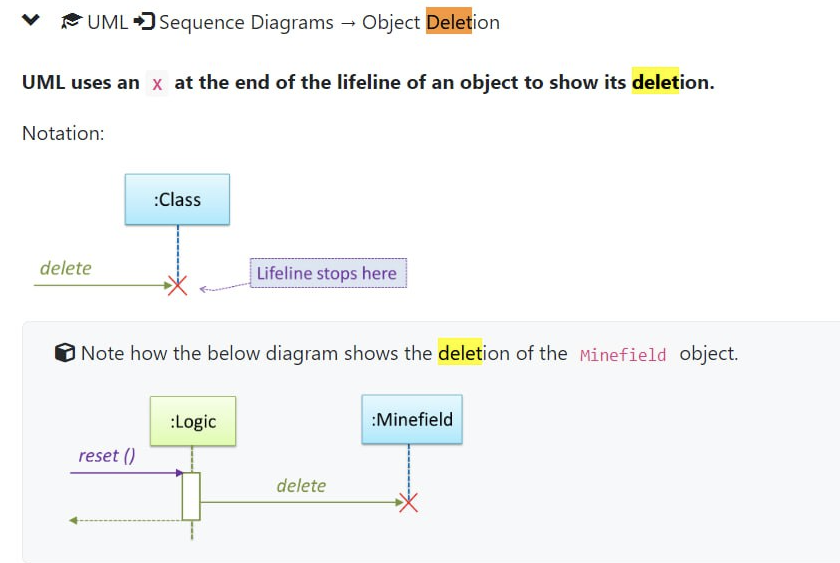 UML Sequence Diagrams → Object Deletion
UML uses an X at the end of the lifeline of an object to show its deletion.
Notation:
:Class
delete
Lifeline stops here
Note how the below diagram shows the deletion of the Minefield object.
:Logic
:Minefield
reset ()
delete